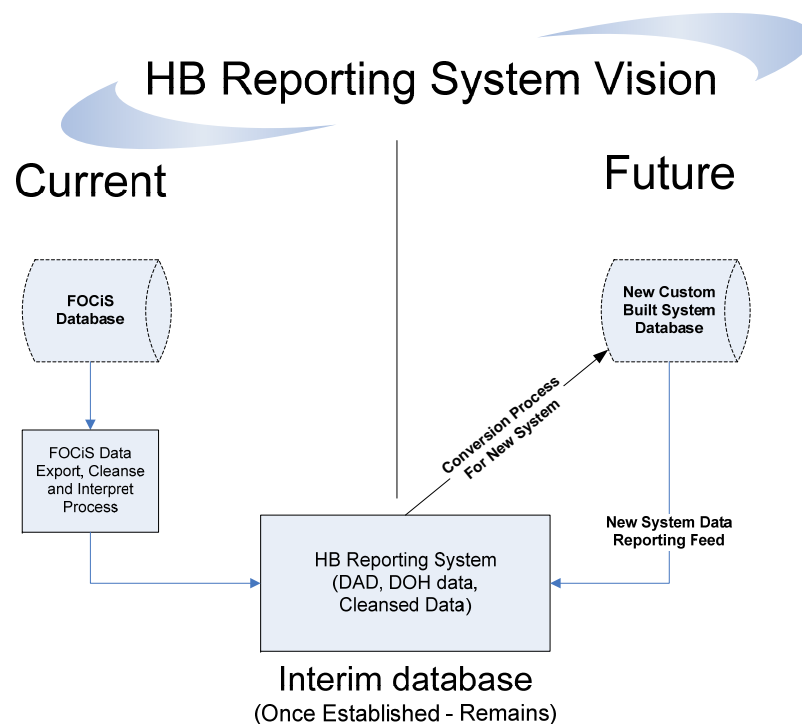 HB Reporting System Vision
Current
Future
FOCiS
Database
New Custom
Built System
Database
Conversion Process
For New System
FOCiS Data
Export, Cleanse
and Interpret
Process
New System Data
Reporting Feed
HB Reporting System
(DAD, DOH data,
Cleansed Data)
Interim database
(Once Established - Remains)